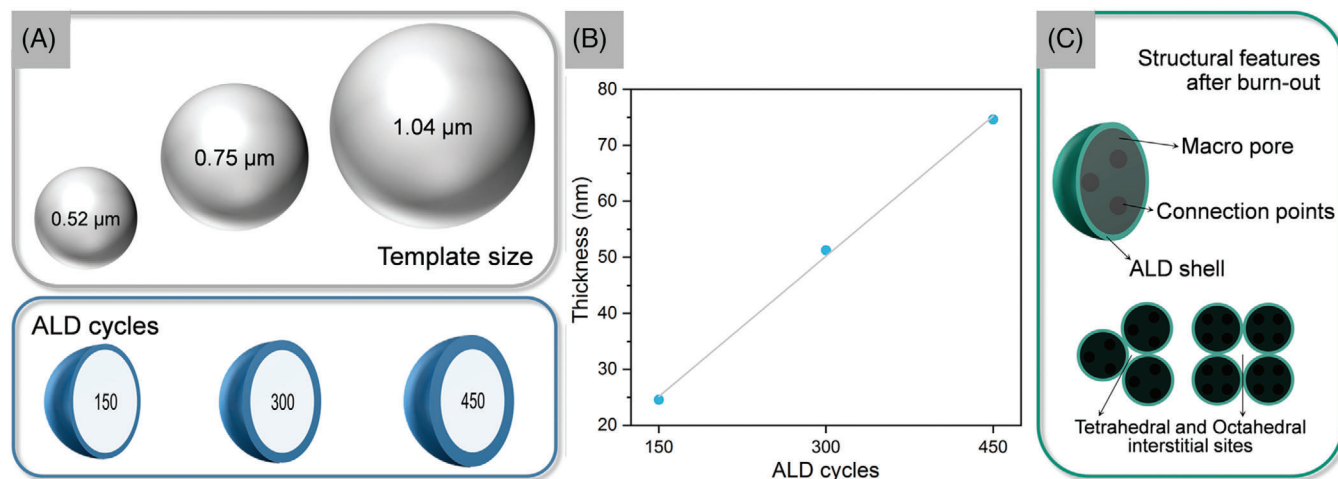 (A)
0.52 μm
0.75 μm
1.04 μm
Template size
ALD cycles
150
300
450
(B)
Thickness (nm)
80
70
60
50
40
30
20
150
300
450
ALD cycles
(C)
Structural features
after burn-out
Macro pore
Connection points
ALD shell
Tetrahedral and Octahedral
interstitial sites